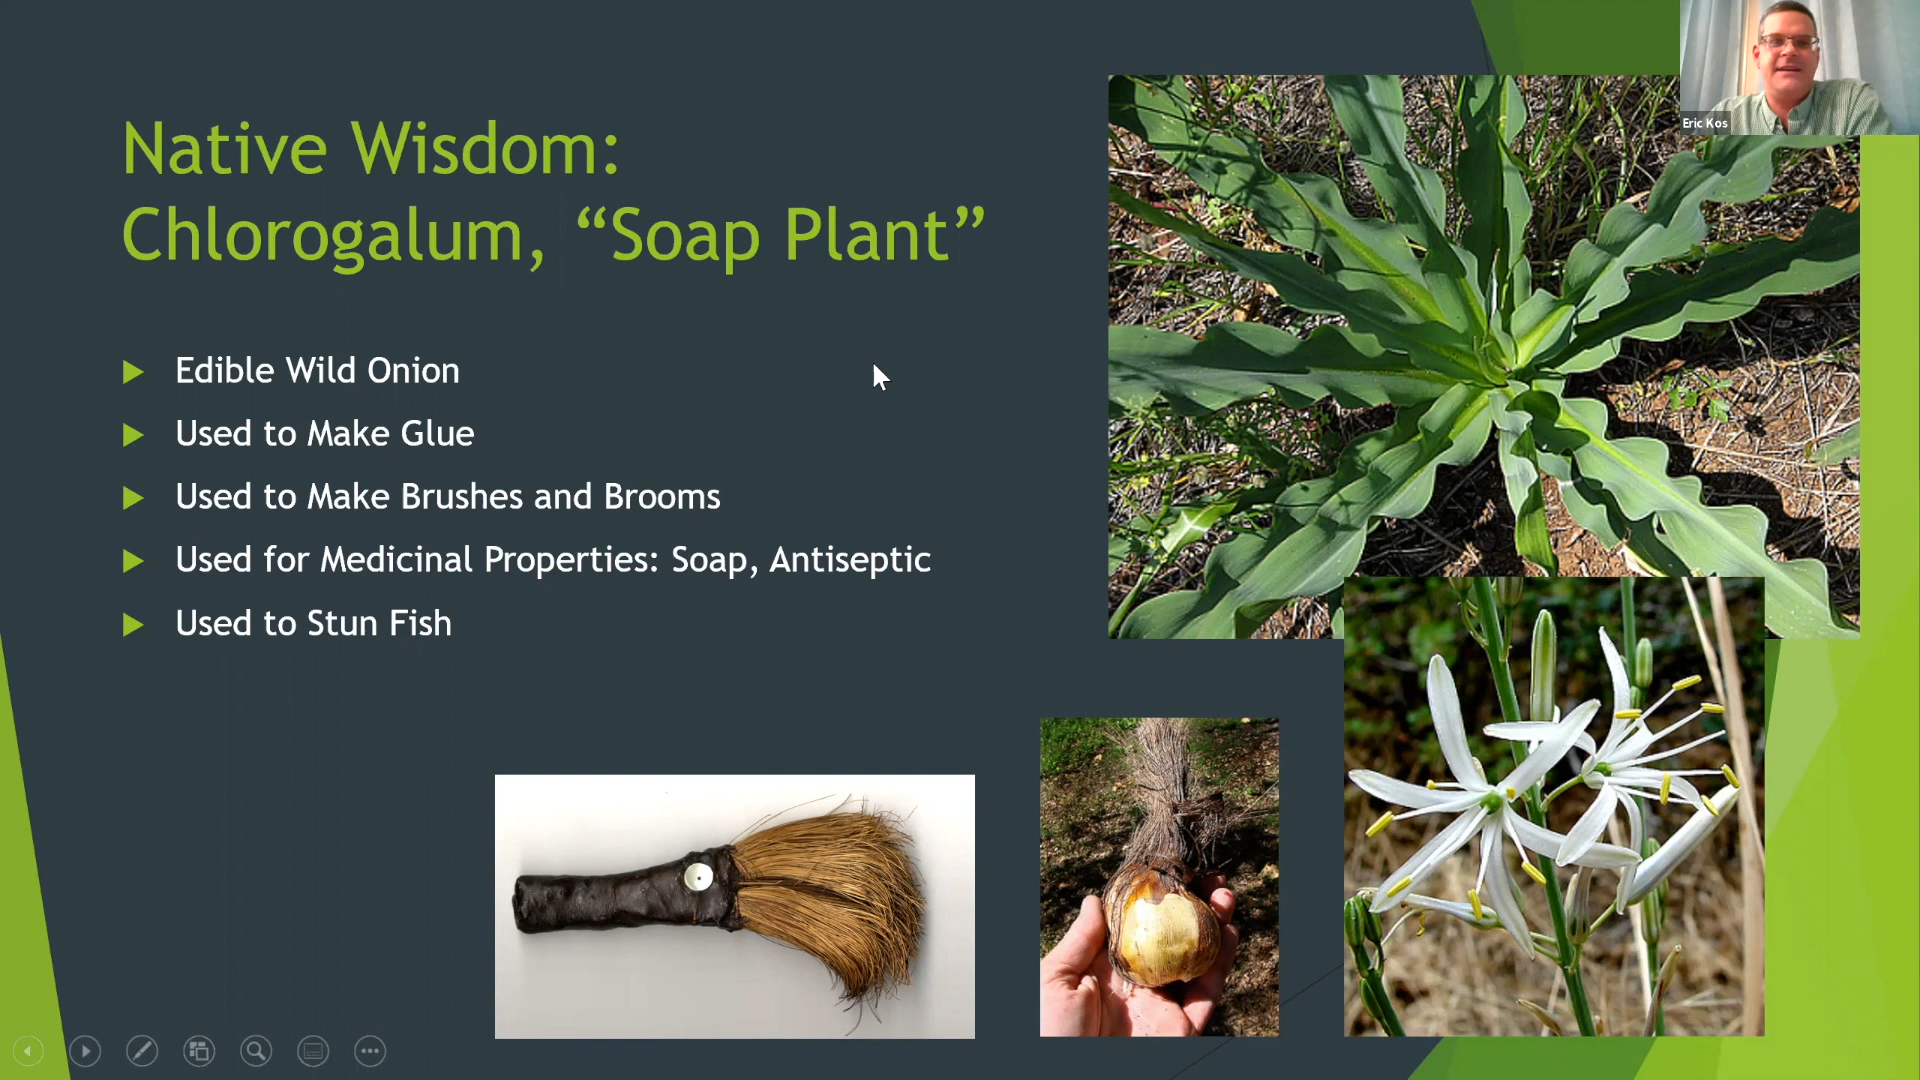 Native Wisdom:
Chlorogalum, “Soap Plant”
Edible Wild Onion
Used to Make Glue
Used to Make Brushes and Brooms
Used for Medicinal Properties: Soap, Antiseptic
Used to Stun Fish
Eric Kos